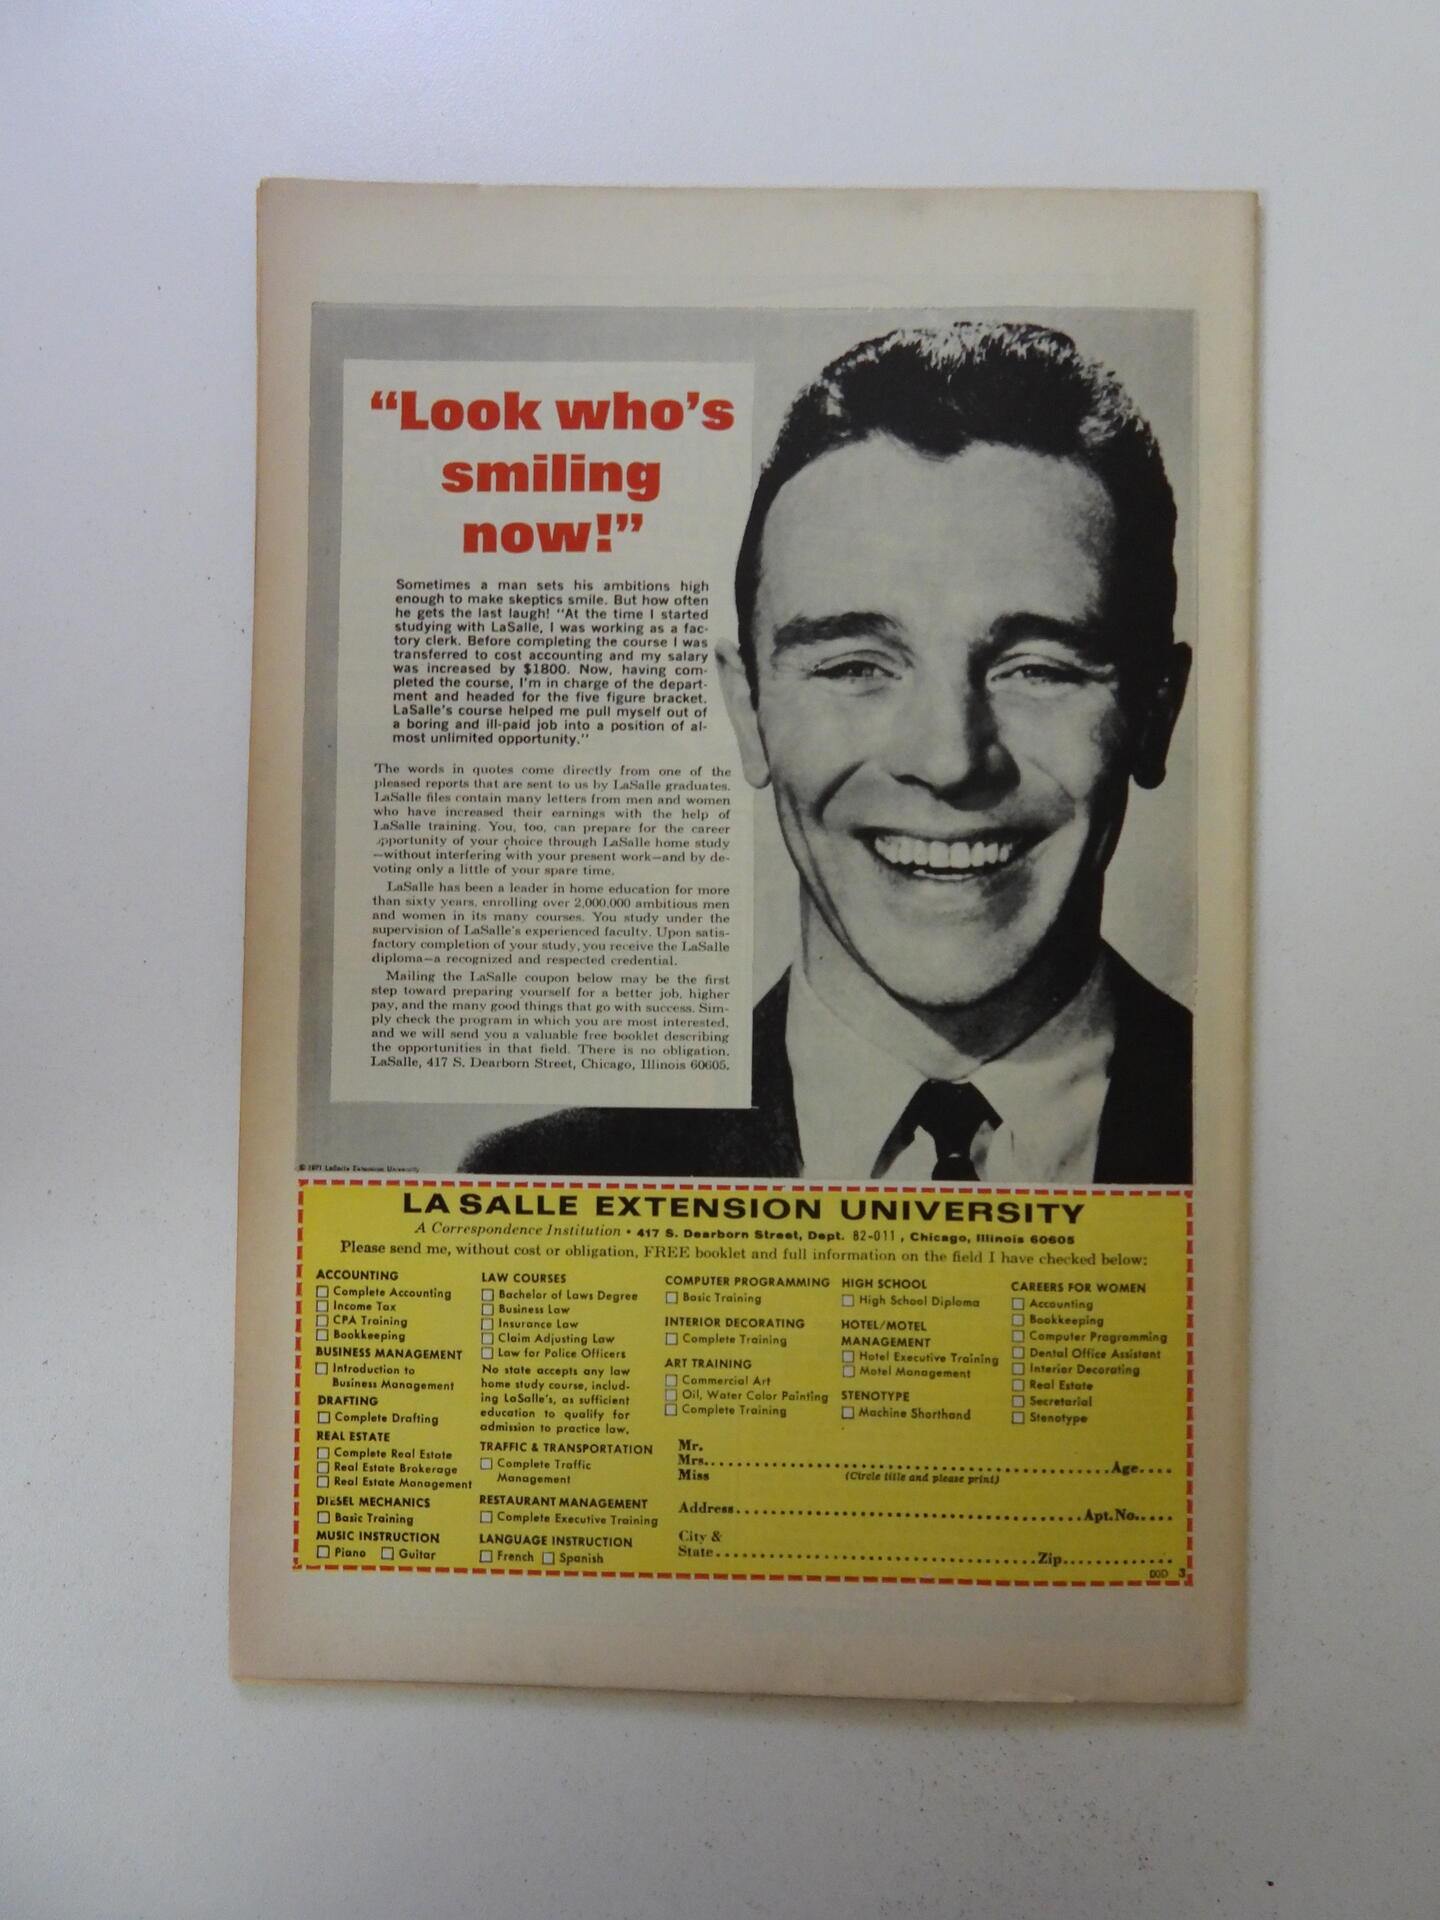 “Look who’s
smiling
now!”
Sometimes a man sets his ambitions high
enough to make skeptics smile. But how often
he gets the last laugh! "At the time I started
studying with LaSalle, I was working as a fac-
tory clerk. Before completing the course I was
transferred to cost accounting and my salary
was increased by $1800. Now, having com-
pleted the course, I'm in charge of the depart-
ment and headed for the five figure bracket.
LaSalle's course helped me pull myself out of
a boring and ill-paid job into a position of al-
most unlimited opportunity."
The words in quotes come directly from one of the
pleased reports that are sent to us by LaSalle graduates.
LaSalle files contain many letters from men and women
who have increased their earnings with the help of
LaSalle training. You, too, can prepare for the career
opportunity of your choice through LaSalle home study
—without interfering with your present work—and by de-
voting only a little of your spare time.
LaSalle has been a leader in home education for more
than sixty years, enrolling over 2,000,000 ambitious men
and women in its many courses. You study under the
supervision of LaSalle's experienced faculty. Upon satis-
factory completion of your study, you receive the LaSalle
diploma—a recognized and respected credential.
Mailing the LaSalle coupon below may be the first
step toward preparing yourself for a better job, higher
pay, and the many good things that go with success. Sim-
ply check the program in which you are most interested,
and we will send you a valuable free booklet describing
the opportunities in that field. There is no obligation.
LaSalle, 417 S. Dearborn Street, Chicago, Illinois 60605.
© 1971 LaSalle Extension University
LA SALLE EXTENSION UNIVERSITY
A Correspondence Institution • 417 S. Dearborn Street, Dept. 82-011, Chicago, Illinois 60605
Please send me, without cost or obligation, FREE booklet and full information on the field I have checked below:
ACCOUNTING
Complete Accounting
Income Tax
CPA Training
Bookkeeping
BUSINESS MANAGEMENT
Introduction to
Business Management
DRAFTING
Complete Drafting
REAL ESTATE
Complete Real Estate
Real Estate Brokerage
Real Estate Management
DIESEL MECHANICS
Basic Training
MUSIC INSTRUCTION
Piano Guitar
LAW COURSES
Bachelor of Laws Degree
Business Law
Insurance Law
Claim Adjusting Law
Law for Police Officers
No state accepts any law
home study course, includ-
ing LaSalle's, as sufficient
education to qualify for
admission to practice law.
TRAFFIC & TRANSPORTATION
Complete Traffic
Management
RESTAURANT MANAGEMENT
Complete Executive Training
LANGUAGE INSTRUCTION
French Spanish
COMPUTER PROGRAMMING
Basic Training
INTERIOR DECORATING
Complete Training
ART TRAINING
Commercial Art
Oil, Water Color Painting
Complete Training
HIGH SCHOOL
High School Diploma
HOTEL/MOTEL
MANAGEMENT
Hotel Executive Training
Motel Management
STENOTYPE
Machine Shorthand
CAREERS FOR WOMEN
Accounting
Bookkeeping
Computer Programming
Dental Office Assistant
Interior Decorating
Real Estate
Secretarial
Stenotype
Mr.
Mrs. Age
Miss (Circle title and please print)
Address Apt. No.
City &
State Zip
DOD 3